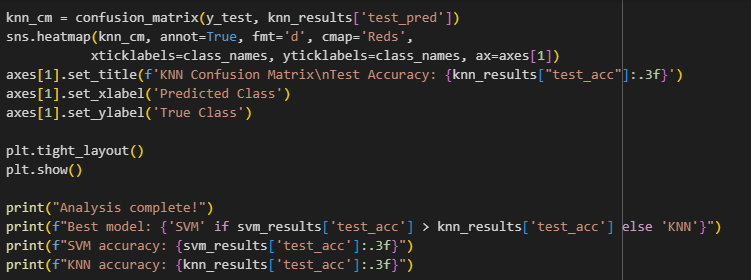 knn_cm = confusion_matrix(y_test, knn_results['test_pred'])
sns.heatmap(knn_cm, annot=True, fmt='d', cmap='Reds',
            xticklabels=class_names, yticklabels=class_names, ax=axes[1])
axes[1].set_title(f'KNN Confusion Matrix\nTest Accuracy: {knn_results["test_acc"]:.3f}')
axes[1].set_xlabel('Predicted Class')
axes[1].set_ylabel('True Class')

plt.tight_layout()
plt.show()

print("Analysis complete!")
print(f"Best model: {'SVM' if svm_results['test_acc'] > knn_results['test_acc'] else 'KNN'}")
print(f"SVM accuracy: {svm_results['test_acc']:.3f}")
print(f"KNN accuracy: {knn_results['test_acc']:.3f}")